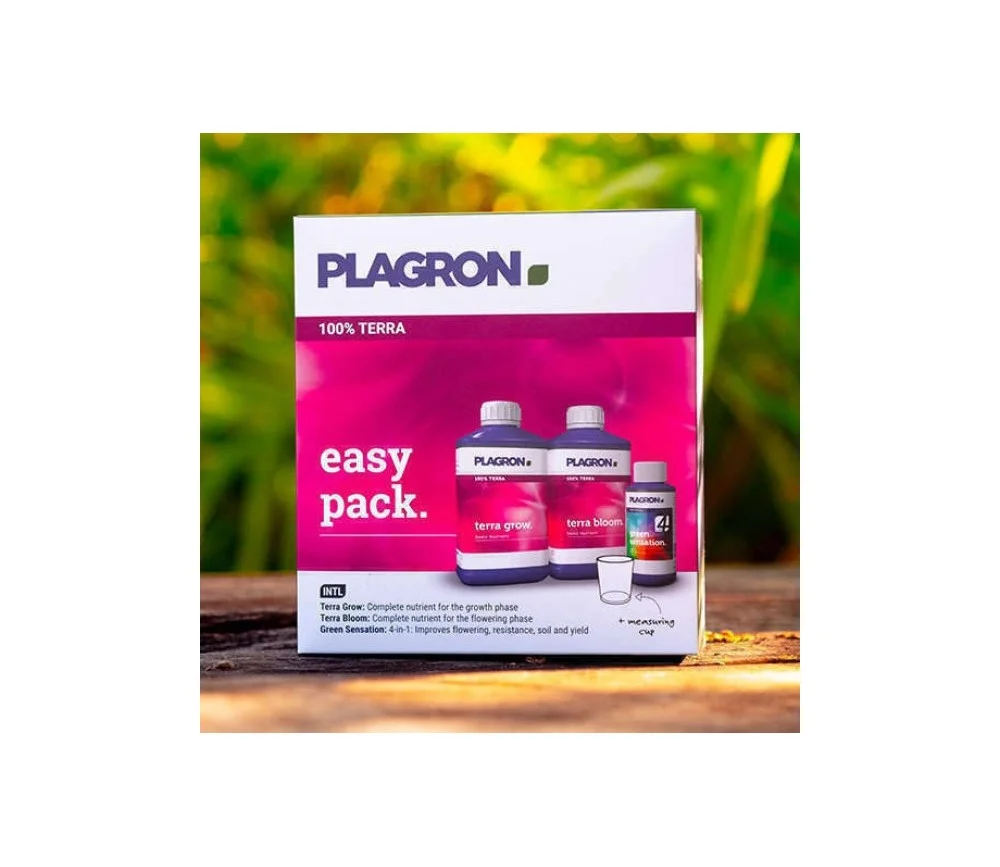 PLAGRON
100% TERRA
easy
pack.
PLAGRON
100% TERRA
terra grow.
PLAGRON
100% TERRA
terra bloom.
PLAGRON
4
green
sensation.
INTL
Terra Grow: Complete nutrient for the growth phase
Terra Bloom: Complete nutrient for the flowering phase
Green Sensation: 4-in-1: Improves flowering, resistance, soil and yield
+ measuring
cup